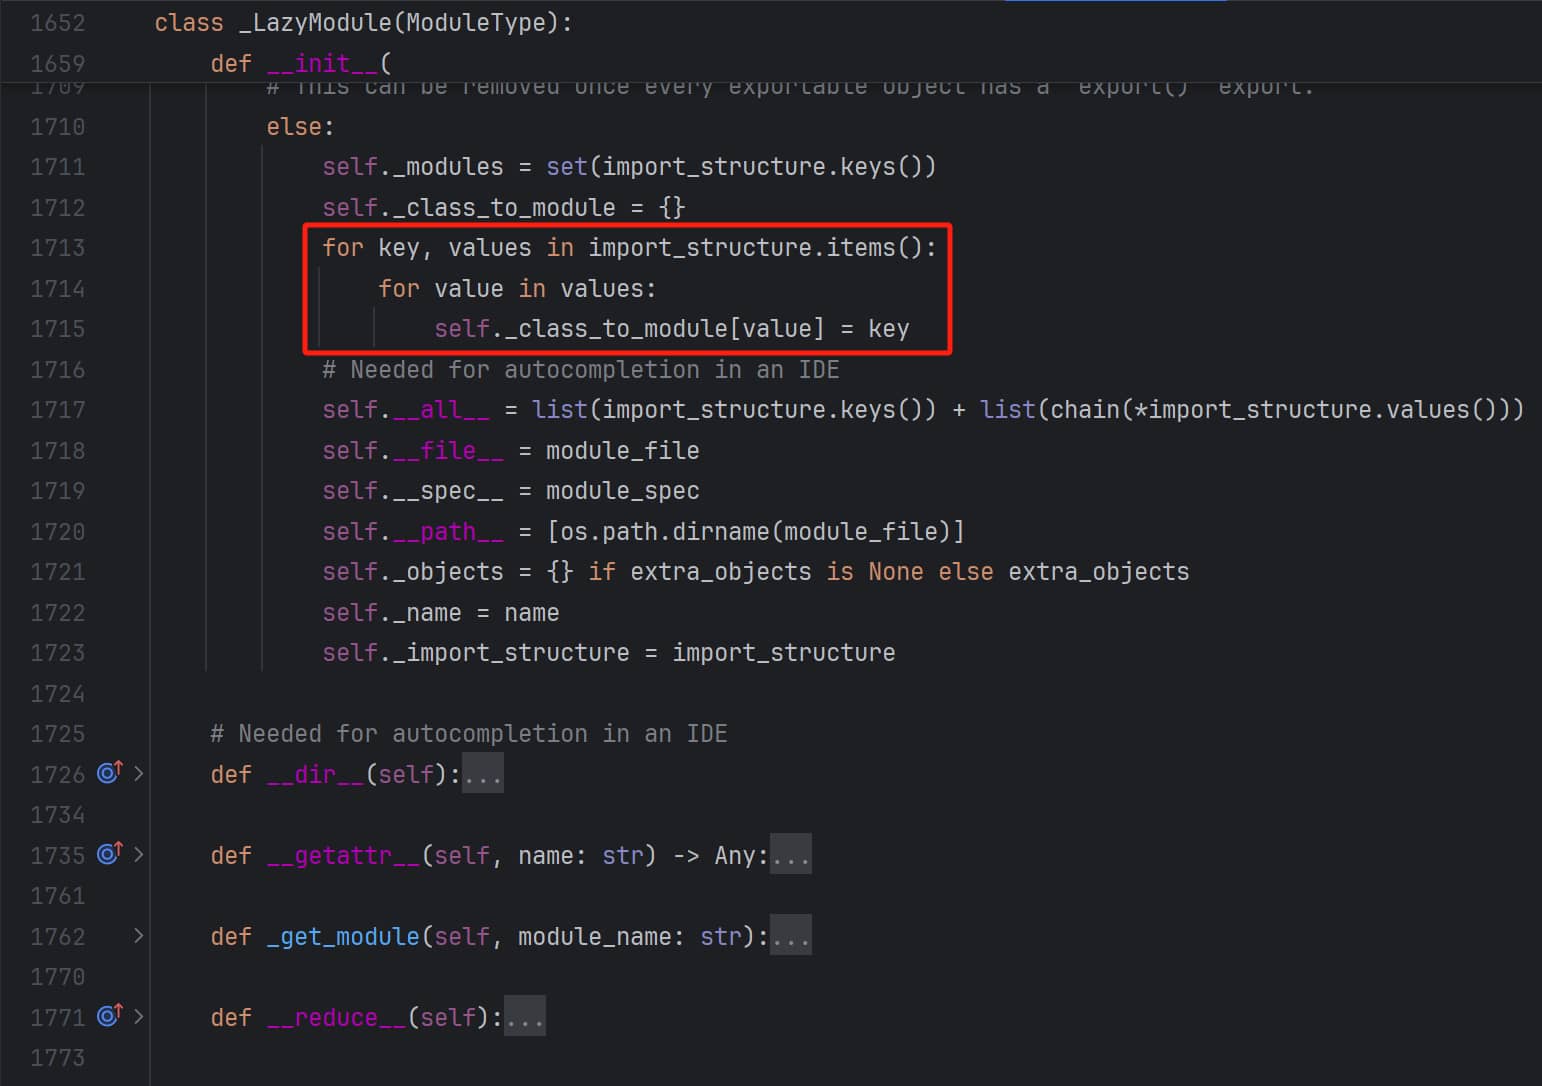 1652 class _LazyModule(ModuleType):
1659 def __init__(
1709 # This can be removed once every exportable object has a `export()` export.
1710 else:
1711 self._modules = set(import_structure.keys())
1712 self._class_to_module = {}
1713 for key, values in import_structure.items():
1714 for value in values:
1715 self._class_to_module[value] = key
1716 # Needed for autocompletion in an IDE
1717 self.__all__ = list(import_structure.keys()) + list(chain(*import_structure.values()))
1718 self.__file__ = module_file
1719 self.__spec__ = module_spec
1720 self.__path__ = [os.path.dirname(module_file)]
1721 self._objects = {} if extra_objects is None else extra_objects
1722 self._name = name
1723 self._import_structure = import_structure
1724
1725 # Needed for autocompletion in an IDE
1726 def __dir__(self):...
1734
1735 def __getattr__(self, name: str) -> Any:...
1761
1762 def _get_module(self, module_name: str):...
1770
1771 def __reduce__(self):...
1773